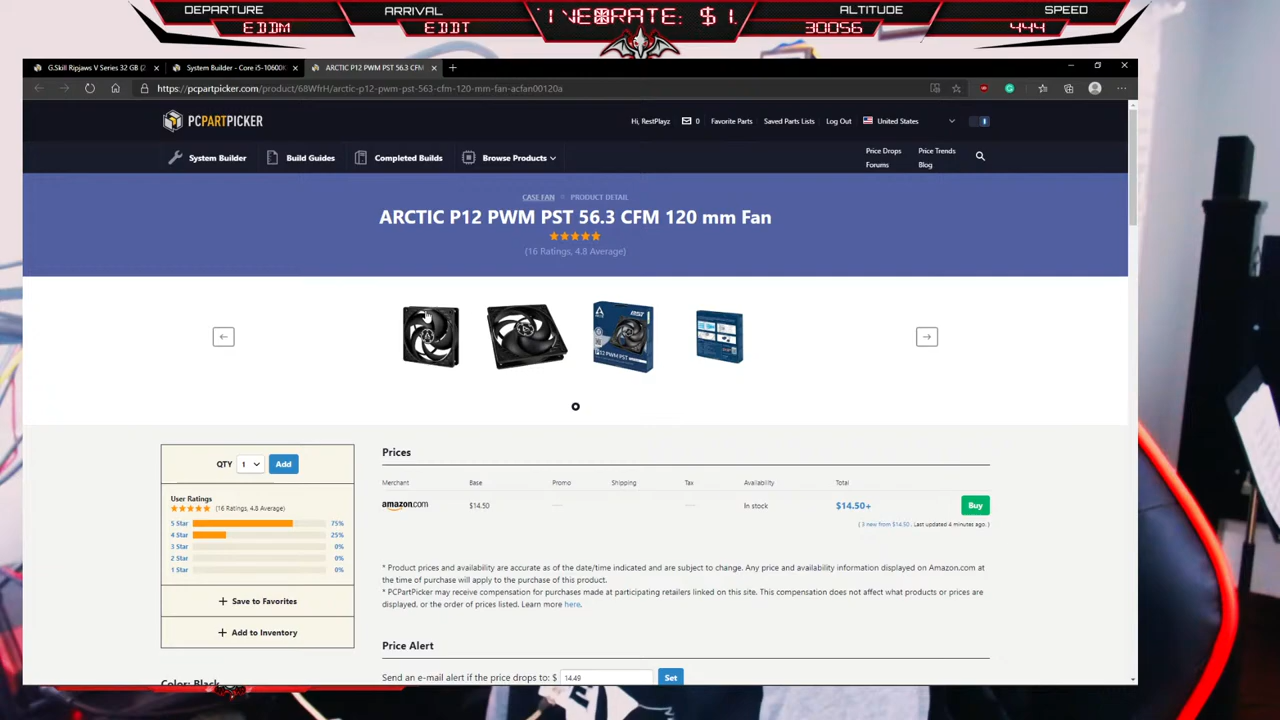 DEPARTURE
EDDM
ARRIVAL
EDDT
ALTITUDE
30056
SPEED
444
G.Skill Ripjaws V Series 32 GB (2
System Builder - Core i5-10600K
ARCTIC P12 PWM PST 56.3 CFM
https://pcpartpicker.com/product/68WfrH/arctic-p12-pwm-pst-563-cfm-120-mm-fan-acfan00120a
PCPARTPICKER
Hi, RestPlayz
0
Favorite Parts
Saved Parts Lists
Log Out
United States
System Builder
Build Guides
Completed Builds
Browse Products
Price Drops
Price Trends
Forums
Blog
CASE FAN
PRODUCT DETAIL
ARCTIC P12 PWM PST 56.3 CFM 120 mm Fan
(16 Ratings, 4.8 Average)
QTY
1
Add
User Ratings
(16 Ratings, 4.8 Average)
5 Star
75%
4 Star
25%
3 Star
0%
2 Star
0%
1 Star
0%
+ Save to Favorites
+ Add to Inventory
Color: Black
Prices
Merchant
Base
Promo
Shipping
Tax
Availability
Total
amazon.com
$14.50
In stock
$14.50+
Buy
( 3 new from $14.50. Last updated 4 minutes ago. )
* Product prices and availability are accurate as of the date/time indicated and are subject to change. Any price and availability information displayed on Amazon.com at
the time of purchase will apply to the purchase of this product.
* PCPartPicker may receive compensation for purchases made at participating retailers linked on this site. This compensation does not affect what products or prices are
displayed, or the order of prices listed. Learn more here.
Price Alert
Send an e-mail alert if the price drops to: $
14.49
Set